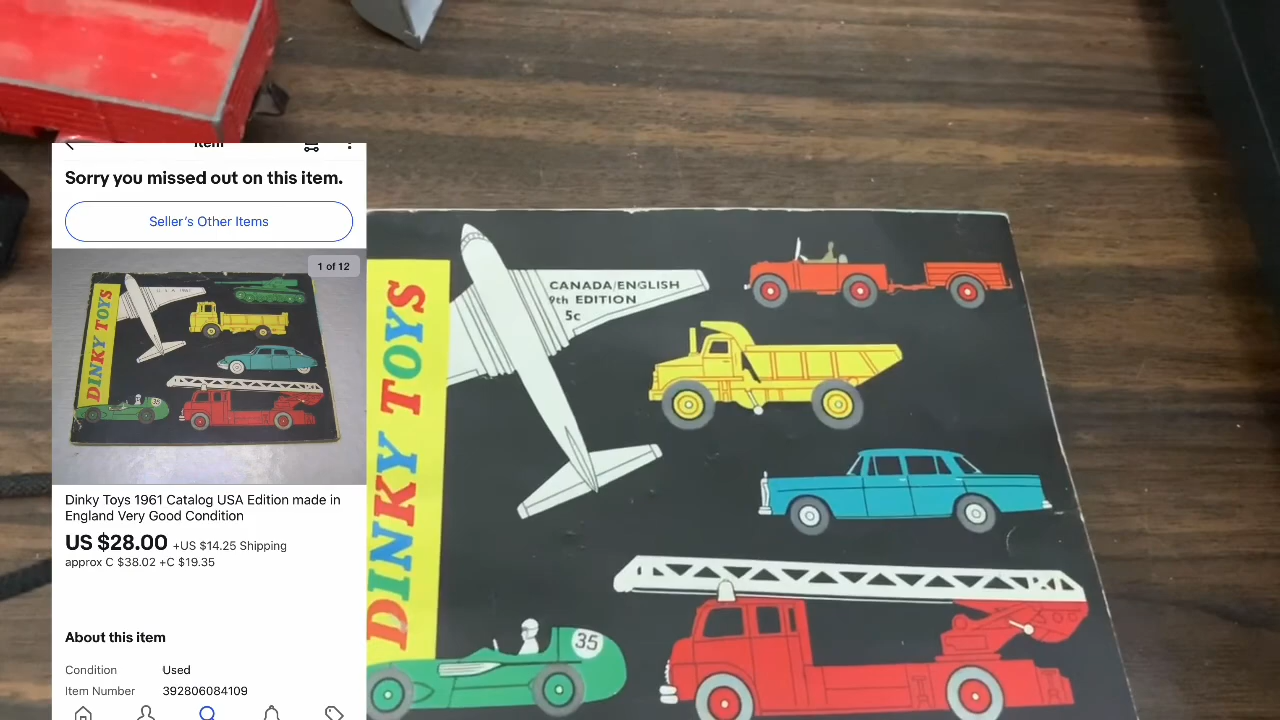 Item
Sorry you missed out on this item.
Seller's Other Items
1 of 12
DINKY TOYS
35
Dinky Toys 1961 Catalog USA Edition made in
England Very Good Condition
US $28.00 +US $14.25 Shipping
approx C $38.02 +C $19.35
About this item
Condition Used
Item Number 392806084109
CANADA/ENGLISH
9th EDITION
5c
DINKY TOYS
35